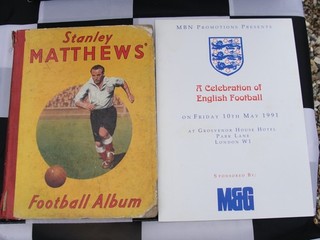 Stanley
MATTHEWS'
Football Album
MBN PROMOTIONS PRESENTS
A Celebration of
English Football
ON FRIDAY 10TH MAY 1991
AT GROSVENOR HOUSE HOTEL
PARK LANE
LONDON W1
SPONSORED BY:
M&G